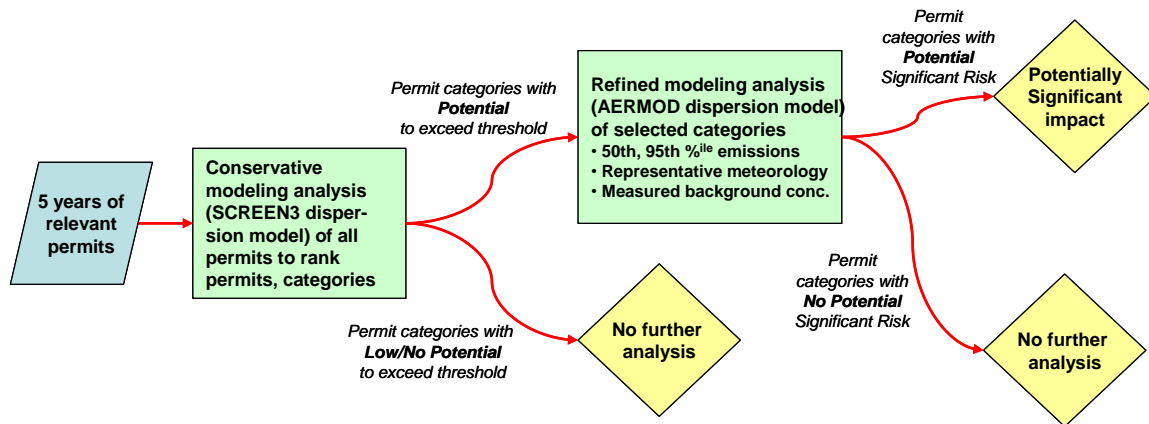 5 years of
relevant
permits
Conservative
modeling analysis
(SCREEN3 disper-
sion model) of all
permits to rank
permits, categories
Permit categories with
Potential
to exceed threshold
Permit categories with
Low/No Potential
to exceed threshold
Refined modeling analysis
(AERMOD dispersion model)
of selected categories
• 50th, 95th %ile emissions
• Representative meteorology
• Measured background conc.
No further
analysis
Permit
categories with
Potential
Significant Risk
Potentially
Significant
impact
Permit
categories with
No Potential
Significant Risk
No further
analysis